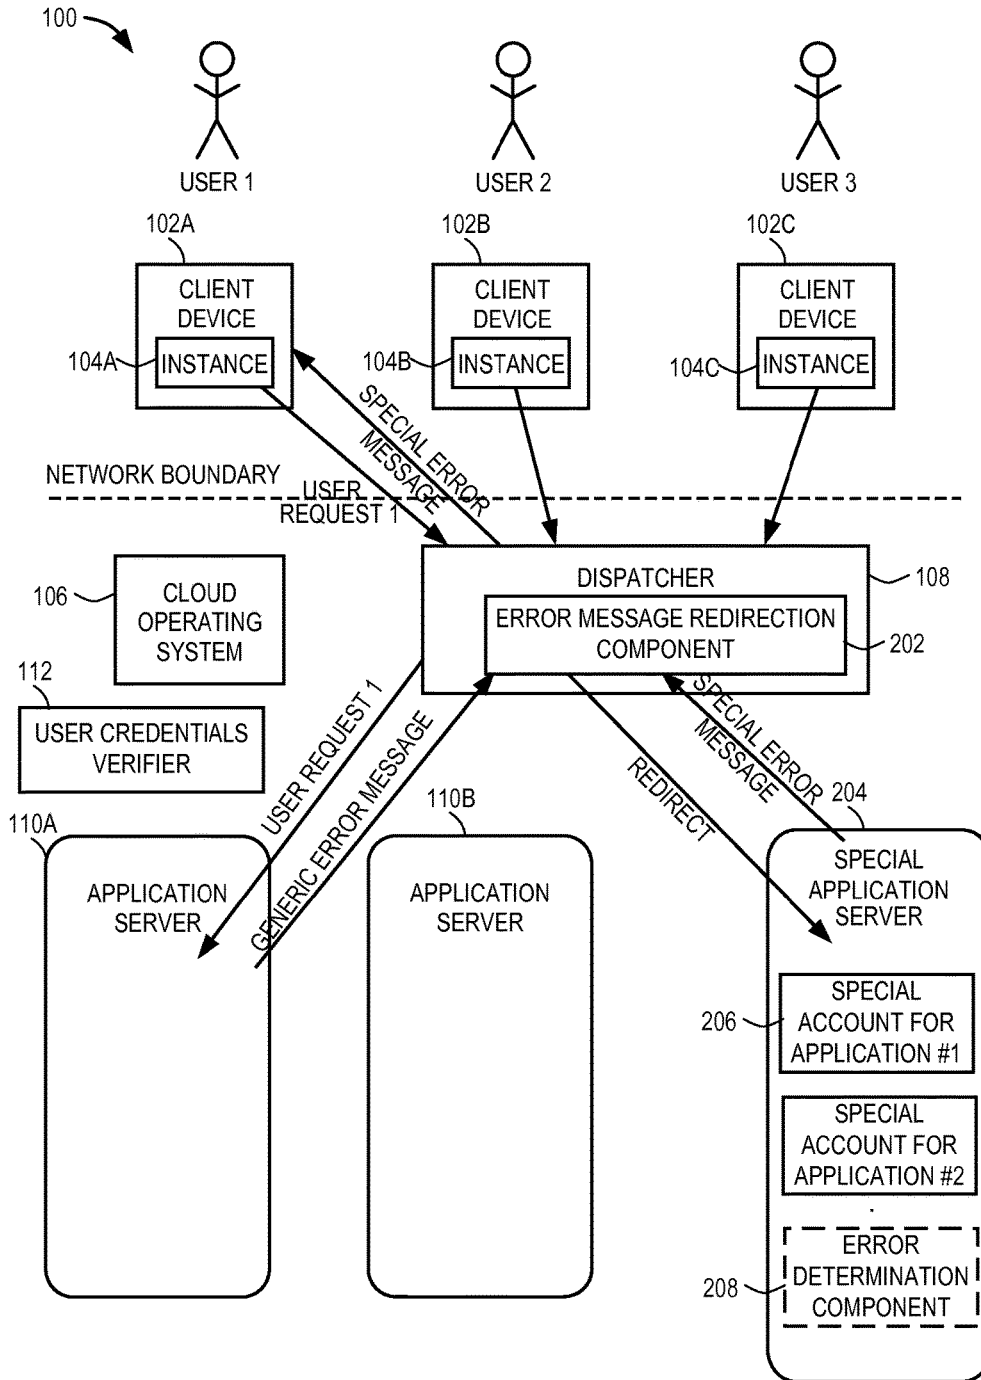 100
USER 1
USER 2
USER 3
102A
102B
102C
CLIENT
DEVICE
CLIENT
DEVICE
CLIENT
DEVICE
104A
INSTANCE
104B
INSTANCE
104C
INSTANCE
SPECIAL ERROR
MESSAGE
NETWORK BOUNDARY
USER
REQUEST 1
106
CLOUD
OPERATING
SYSTEM
DISPATCHER
108
ERROR MESSAGE REDIRECTION
COMPONENT
202
112
USER CREDENTIALS
VERIFIER
USER REQUEST 1
GENERIC ERROR MESSAGE
REDIRECT
SPECIAL ERROR
MESSAGE
110A
APPLICATION
SERVER
110B
APPLICATION
SERVER
204
SPECIAL
APPLICATION
SERVER
206
SPECIAL
ACCOUNT FOR
APPLICATION #1
SPECIAL
ACCOUNT FOR
APPLICATION #2
208
ERROR
DETERMINATION
COMPONENT